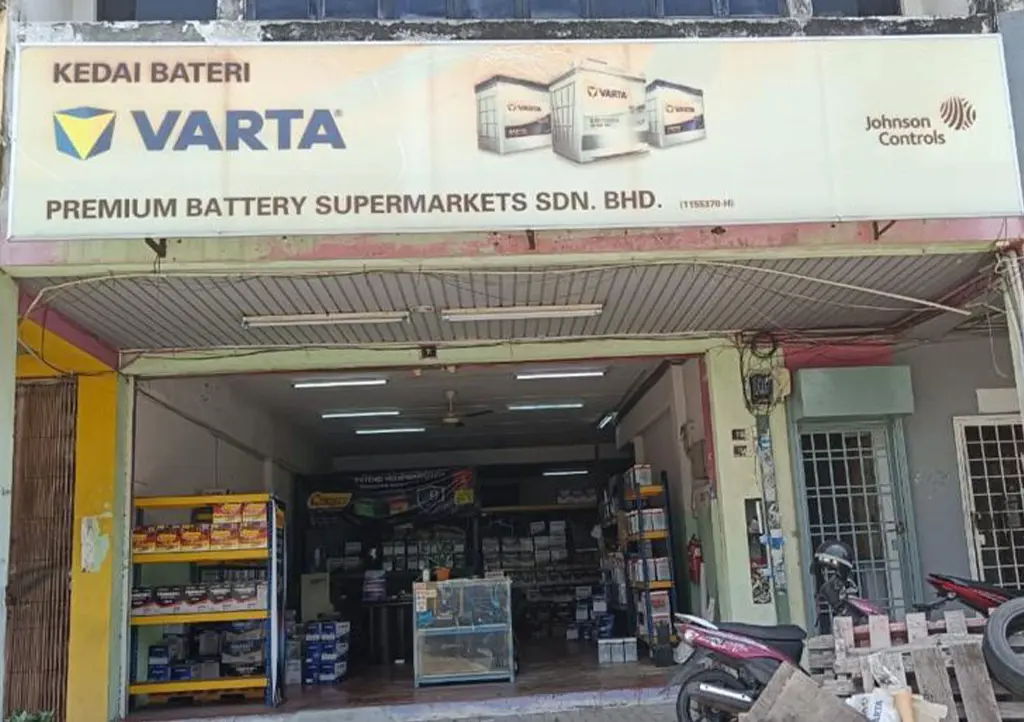 KEDAI BATERI
VARTA
VARTA
VARTA
VARTA
Johnson
Controls
PREMIUM BATTERY SUPERMARKETS SDN. BHD.
(1155370-H)